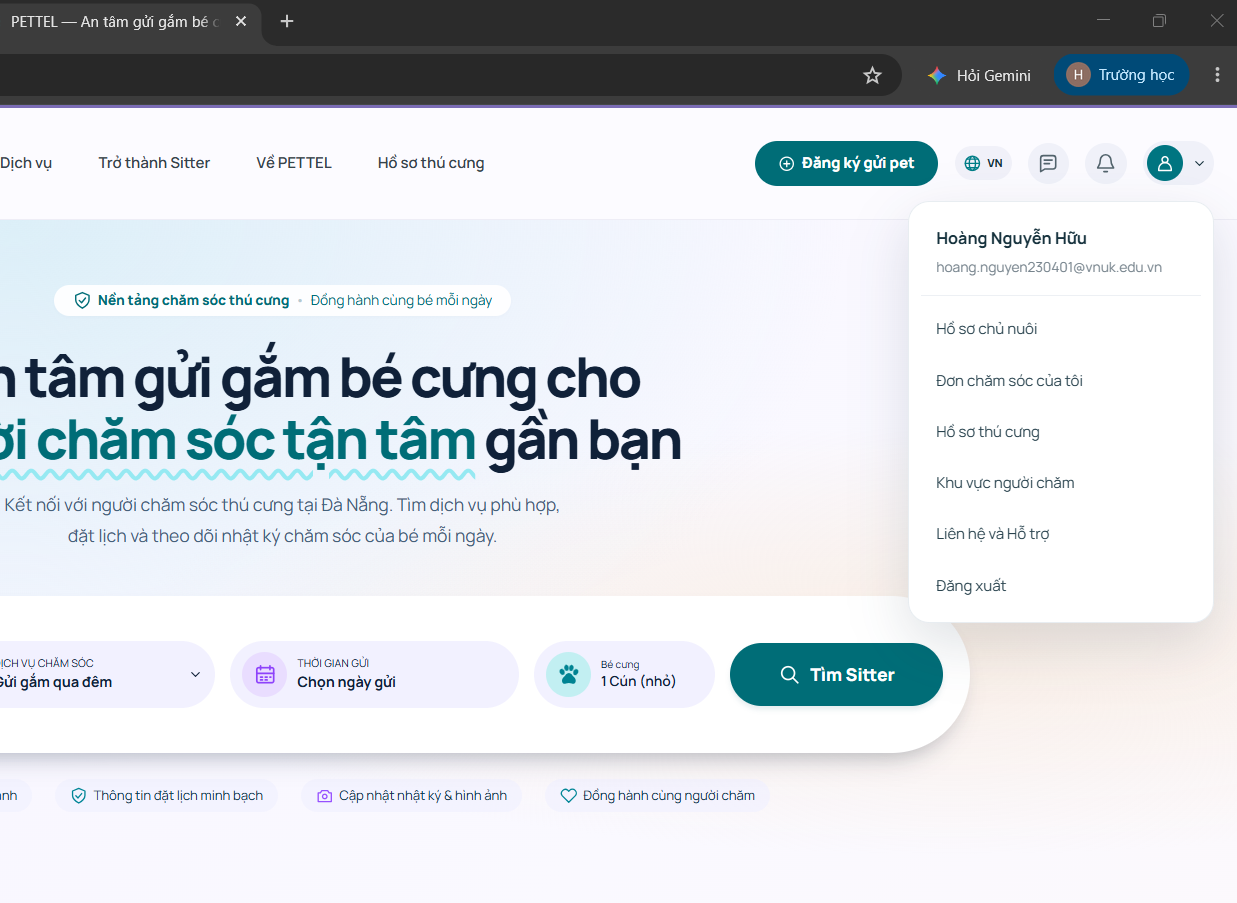 PETTEL — An tâm gửi gắm bé c
Hỏi Gemini
H
Trường học
Dịch vụ
Trở thành Sitter
Về PETTEL
Hồ sơ thú cưng
Đăng ký gửi pet
VN
Hoàng Nguyễn Hữu
hoang.nguyen230401@vnuk.edu.vn
Hồ sơ chủ nuôi
Đơn chăm sóc của tôi
Hồ sơ thú cưng
Khu vực người chăm
Liên hệ và Hỗ trợ
Đăng xuất
Nền tảng chăm sóc thú cưng • Đồng hành cùng bé mỗi ngày
n tâm gửi gắm bé cưng cho
ời chăm sóc tận tâm gần bạn
Kết nối với người chăm sóc thú cưng tại Đà Nẵng. Tìm dịch vụ phù hợp,
đặt lịch và theo dõi nhật ký chăm sóc của bé mỗi ngày.
ỊCH VỤ CHĂM SÓC
Gửi gắm qua đêm
THỜI GIAN GỬI
Chọn ngày gửi
Bé cưng
1 Cún (nhỏ)
Tìm Sitter
Thông tin đặt lịch minh bạch
Cập nhật nhật ký & hình ảnh
Đồng hành cùng người chăm